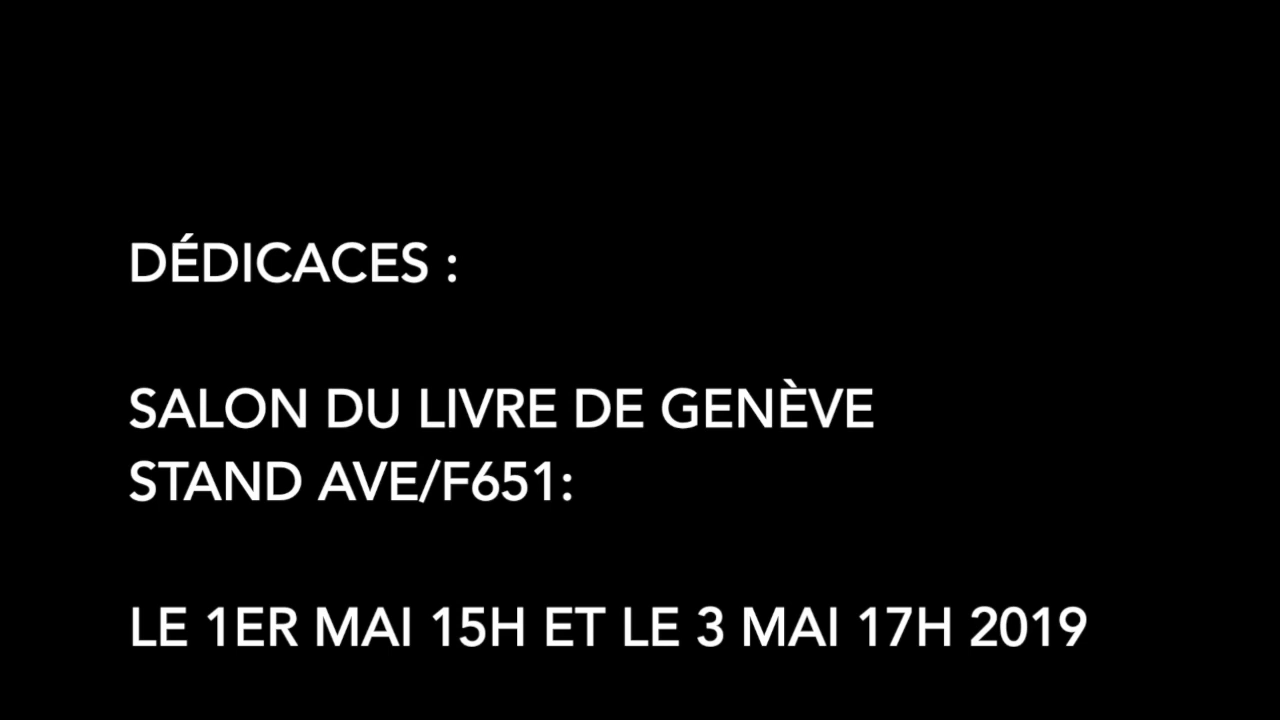 DÉDICACES :
SALON DU LIVRE DE GENÈVE
STAND AVE/F651:
LE 1ER MAI 15H ET LE 3 MAI 17H 2019